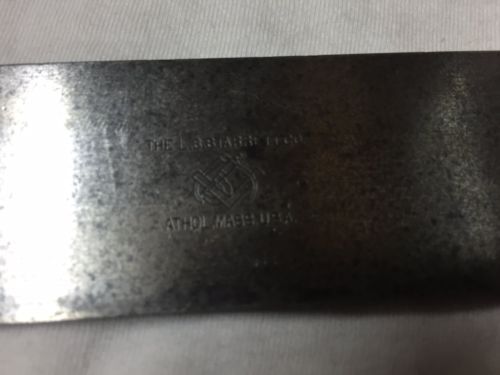 THE L.S.STARRETT CO.
ATHOL, MASS. U.S.A.